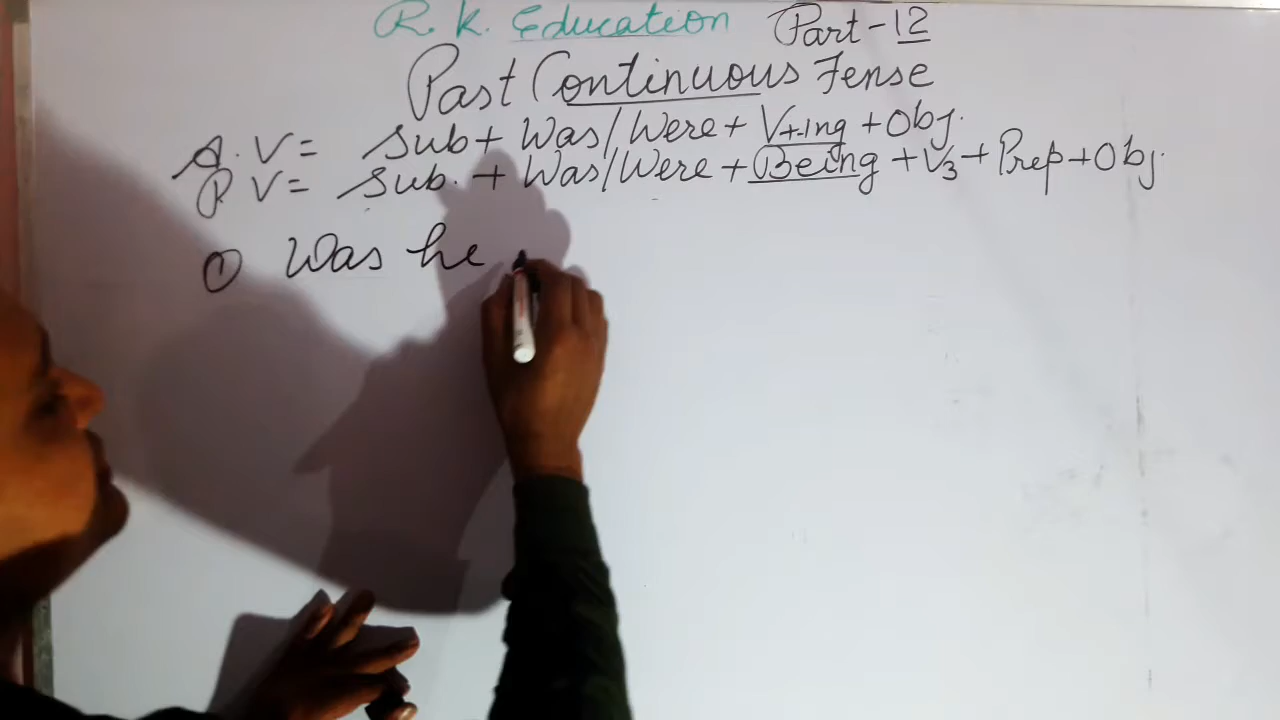 R. K. Education Part-12
Past Continuous Tense
A. V = Sub + Was/Were + V+ing + Obj.
P. V = Sub. + Was/Were + Being + V3 + Prep + Obj.
① Was he